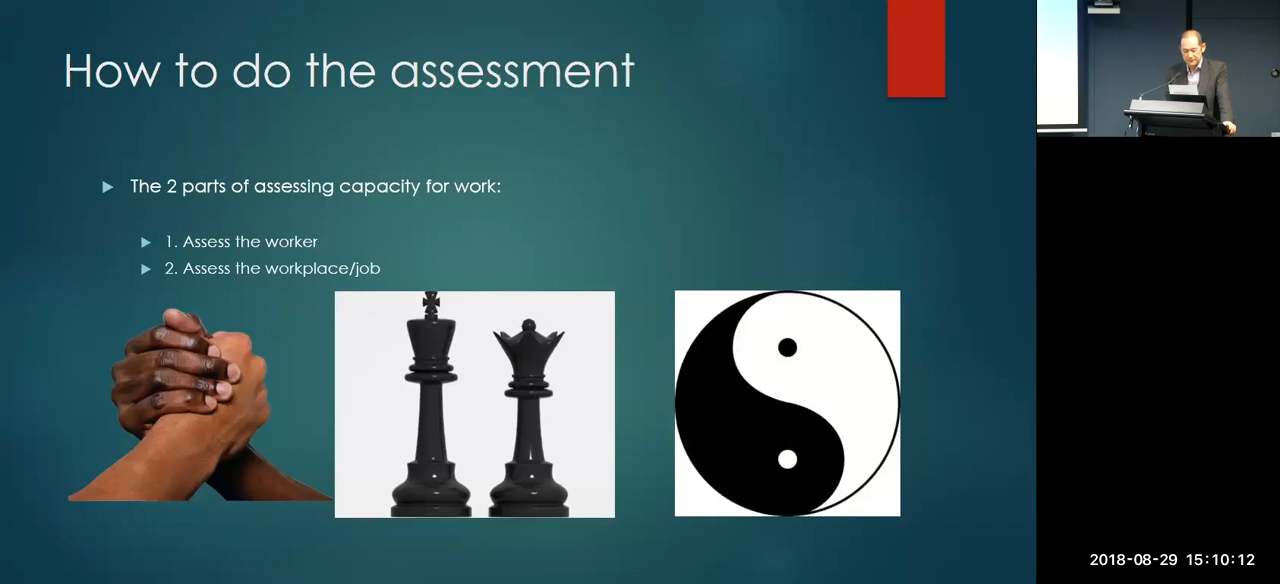 How to do the assessment
The 2 parts of assessing capacity for work:
1. Assess the worker
2. Assess the workplace/job
2018-08-29 15:10:12